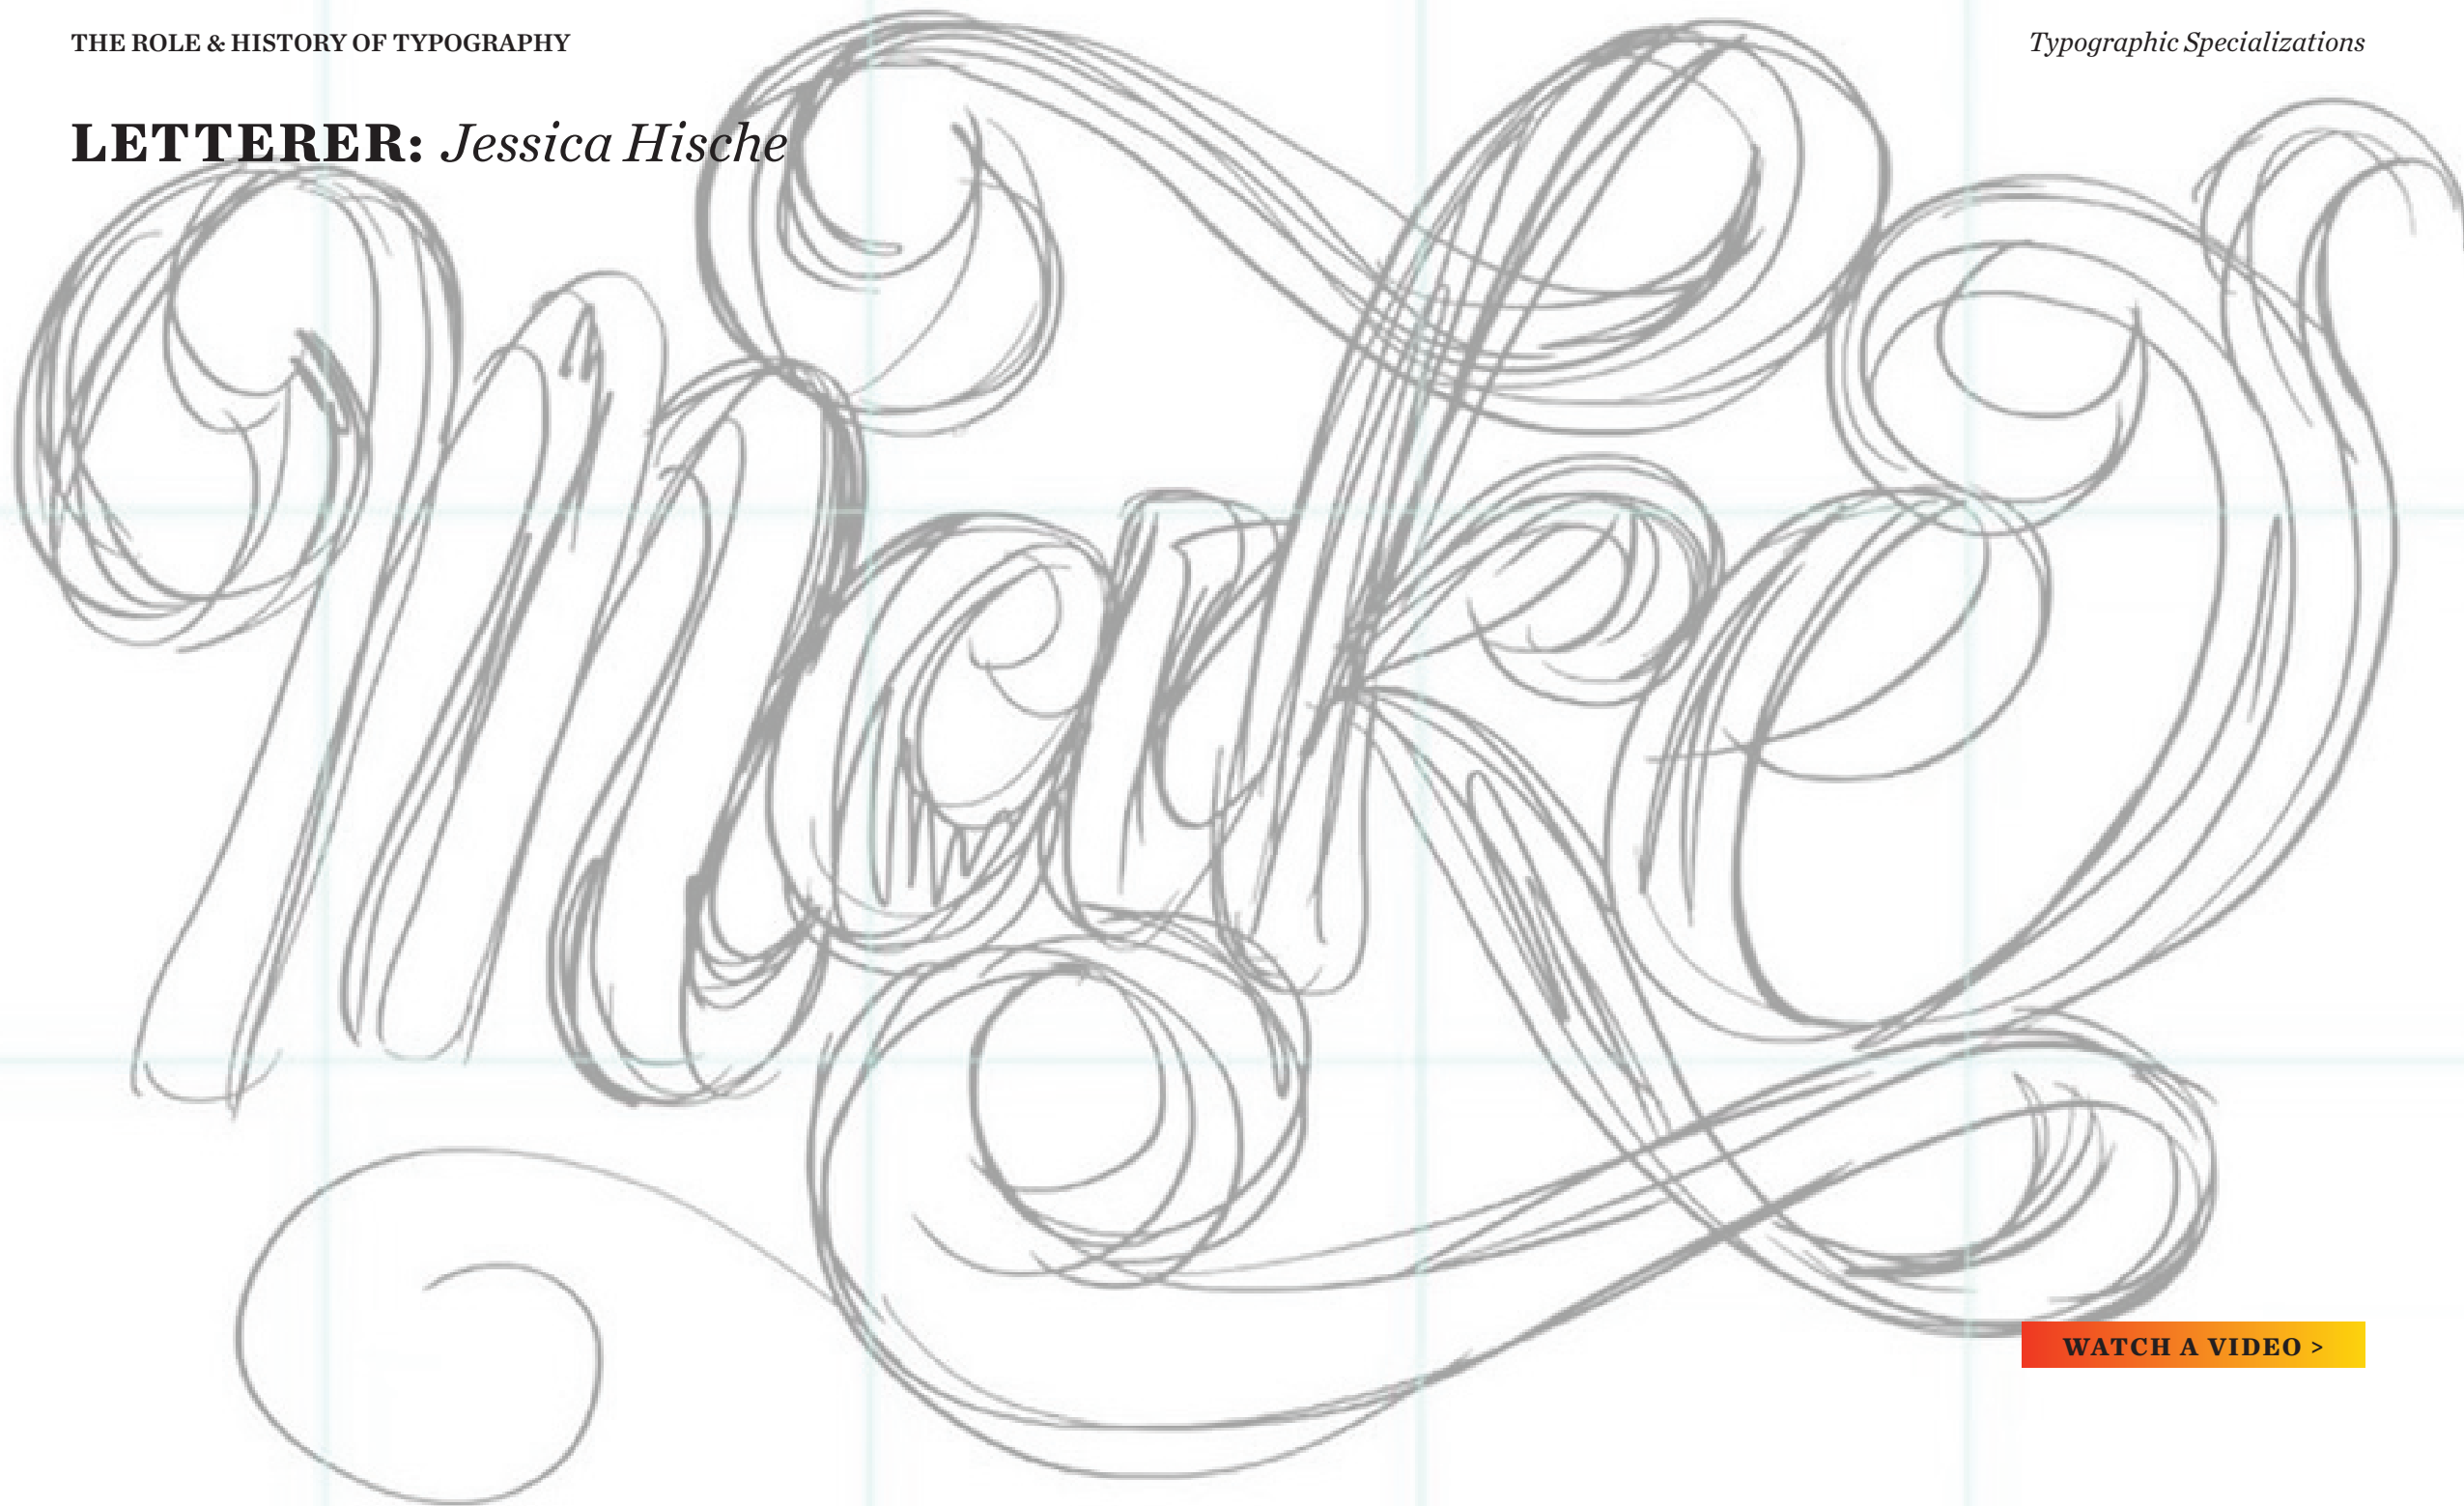 THE ROLE & HISTORY OF TYPOGRAPHY
Typographic Specializations
LETTERER: Jessica Hische
Make
WATCH A VIDEO >